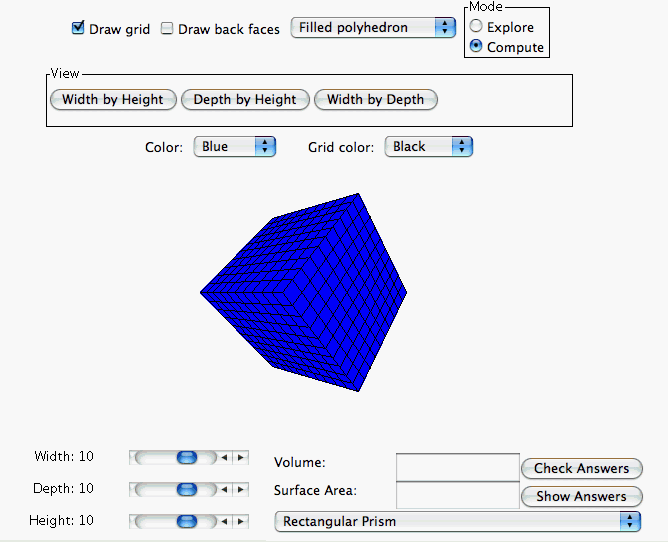 Mode
Draw grid Draw back faces Filled polyhedron Explore
Compute
View
Width by Height Depth by Height Width by Depth
Color: Blue Grid color: Black
Width: 10
Volume: Check Answers
Depth: 10
Surface Area: Show Answers
Height: 10 Rectangular Prism